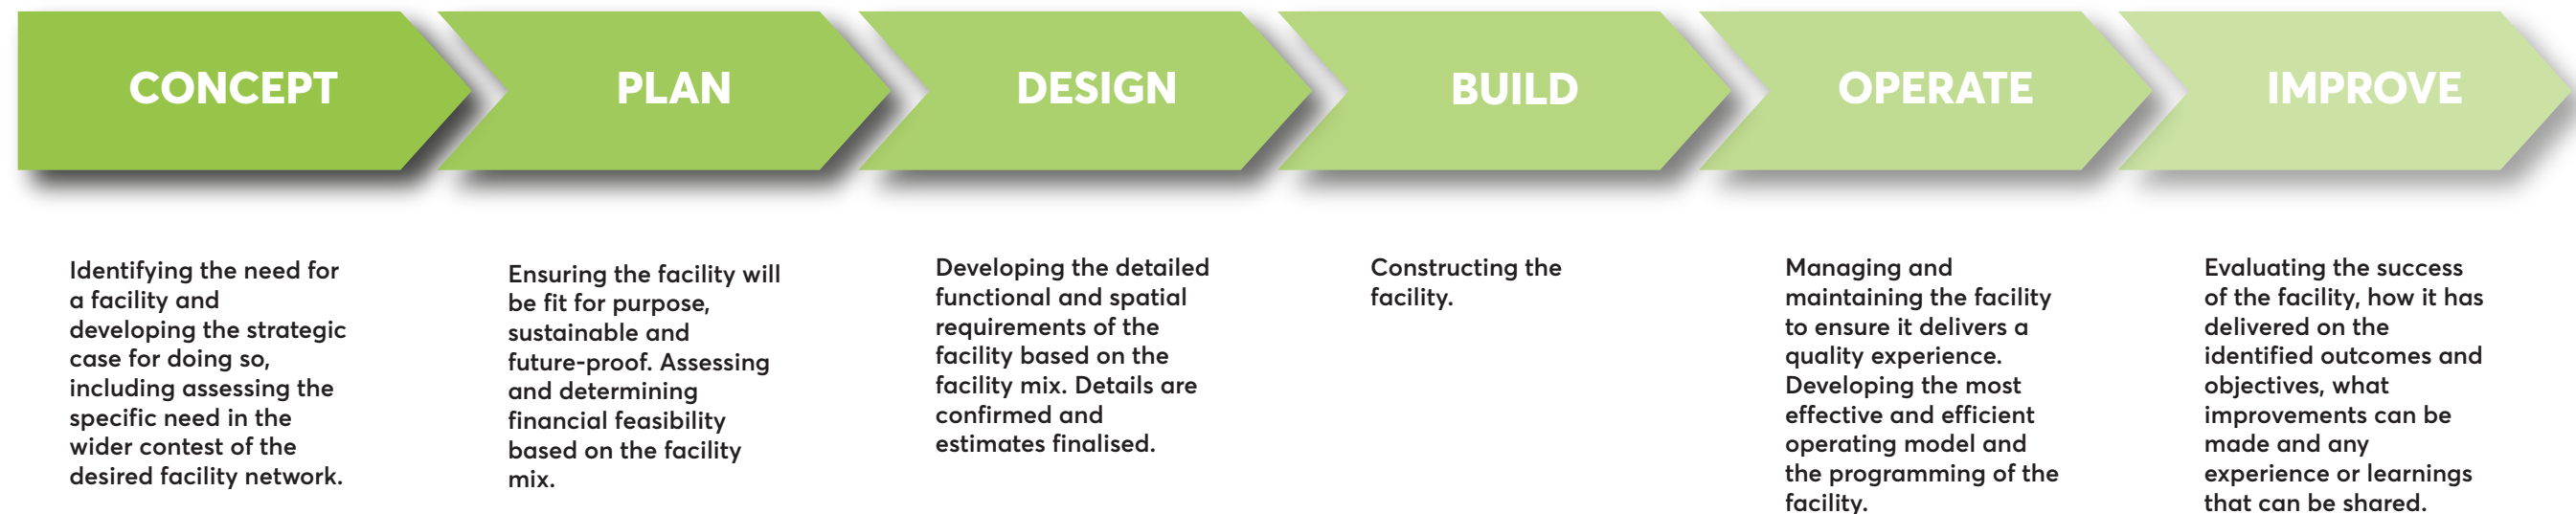 CONCEPT
PLAN
DESIGN
BUILD
OPERATE
IMPROVE
Identifying the need for
a facility and
developing the strategic
case for doing so,
including assessing the
specific need in the
wider contest of the
desired facility network.
Ensuring the facility will
be fit for purpose,
sustainable and
future-proof. Assessing
and determining
financial feasibility
based on the facility
mix.
Developing the detailed
functional and spatial
requirements of the
facility based on the
facility mix. Details are
confirmed and
estimates finalised.
Constructing the
facility.
Managing and
maintaining the facility
to ensure it delivers a
quality experience.
Developing the most
effective and efficient
operating model and
the programming of the
facility.
Evaluating the success
of the facility, how it has
delivered on the
identified outcomes and
objectives, what
improvements can be
made and any
experience or learnings
that can be shared.